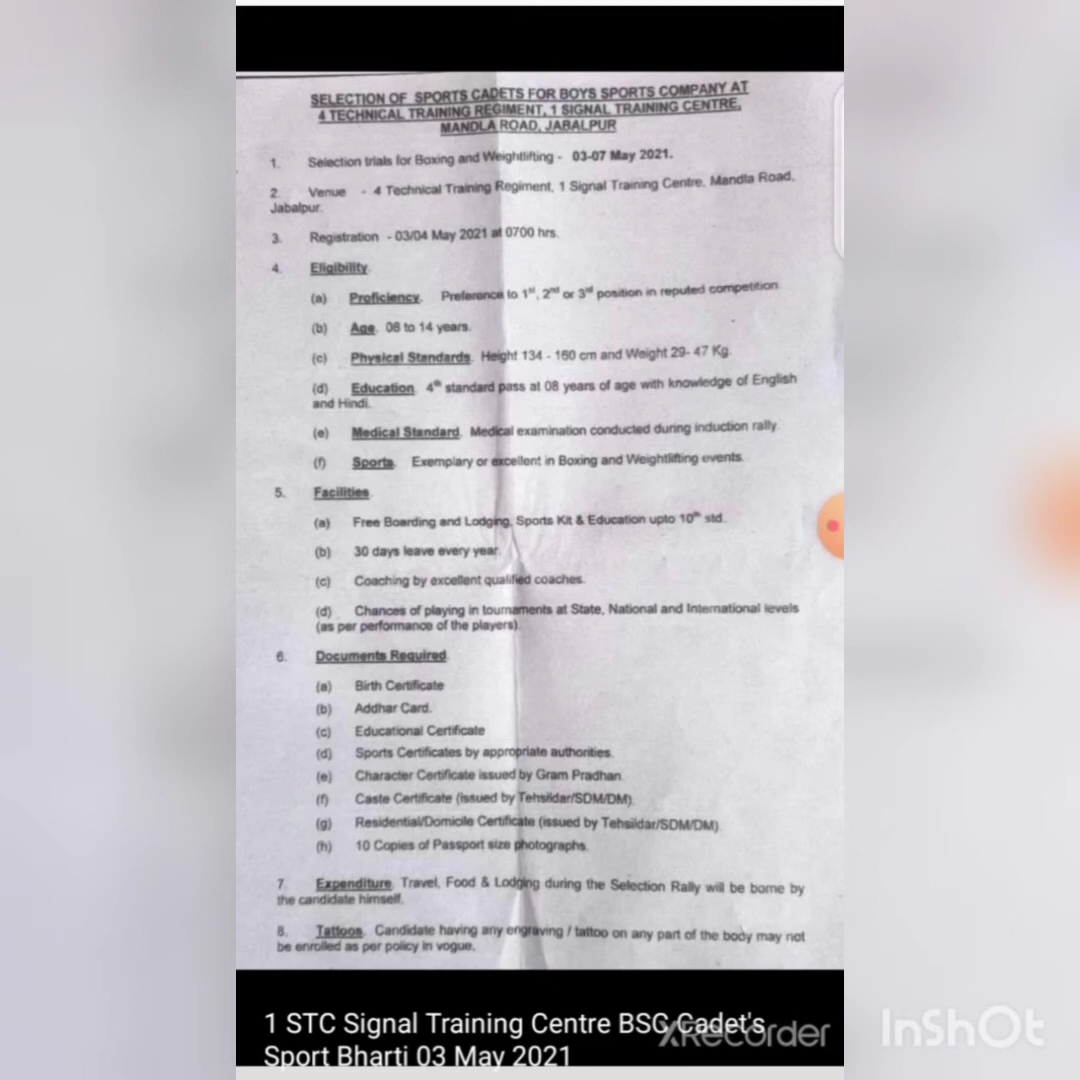 SELECTION OF SPORTS CADETS FOR BOYS SPORTS COMPANY AT
4 TECHNICAL TRAINING REGIMENT, 1 SIGNAL TRAINING CENTRE,
MANDLA ROAD, JABALPUR
1. Selection trials for Boxing and Weightlifting - 03-07 May 2021.
2. Venue - 4 Technical Training Regiment, 1 Signal Training Centre, Mandla Road,
Jabalpur.
3. Registration - 03/04 May 2021 at 0700 hrs.
4. Eligibility.
(a) Proficiency. Preference to 1st, 2nd or 3rd position in reputed competition.
(b) Age. 08 to 14 years.
(c) Physical Standards. Height 134 - 160 cm and Weight 29- 47 Kg.
(d) Education. 4th standard pass at 08 years of age with knowledge of English
and Hindi.
(e) Medical Standard. Medical examination conducted during induction rally.
(f) Sports. Exemplary or excellent in Boxing and Weightlifting events.
5. Facilities.
(a) Free Boarding and Lodging, Sports Kit & Education upto 10th std.
(b) 30 days leave every year.
(c) Coaching by excellent qualified coaches.
(d) Chances of playing in tournaments at State, National and International levels
(as per performance of the players).
6. Documents Required.
(a) Birth Certificate
(b) Addhar Card.
(c) Educational Certificate
(d) Sports Certificates by appropriate authorities.
(e) Character Certificate issued by Gram Pradhan.
(f) Caste Certificate (issued by Tehsildar/SDM/DM).
(g) Residential/Domicile Certificate (issued by Tehsildar/SDM/DM).
(h) 10 Copies of Passport size photographs.
7. Expenditure. Travel, Food & Lodging during the Selection Rally will be borne by
the candidate himself.
8. Tattoos. Candidate having any engraving / tattoo on any part of the body may not
be enrolled as per policy in vogue.
1 STC Signal Training Centre BSC Cadet's
Sport Bharti 03 May 2021
XRecorder
InShOt